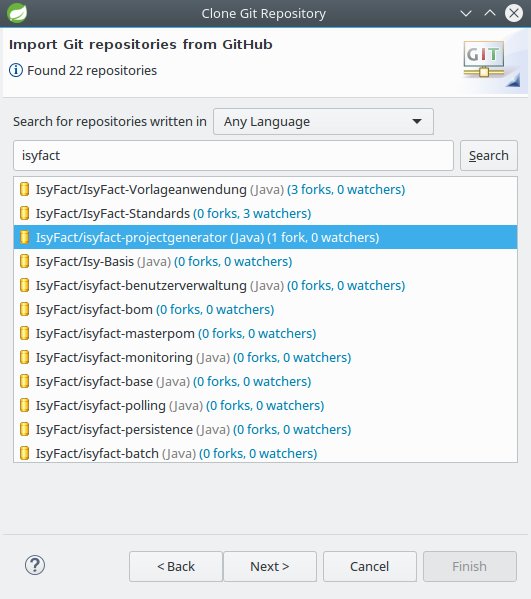 Clone Git Repository
Import Git repositories from GitHub
Found 22 repositories
GIT
Search for repositories written in Any Language
isyfact Search
IsyFact/IsyFact-Vorlageanwendung (Java) (3 forks, 0 watchers)
IsyFact/IsyFact-Standards (0 forks, 3 watchers)
IsyFact/isyfact-projectgenerator (Java) (1 fork, 0 watchers)
IsyFact/Isy-Basis (Java) (0 forks, 0 watchers)
IsyFact/isyfact-benutzerverwaltung (Java) (0 forks, 0 watchers)
IsyFact/isyfact-bom (0 forks, 0 watchers)
IsyFact/isyfact-masterpom (0 forks, 0 watchers)
IsyFact/isyfact-monitoring (Java) (0 forks, 0 watchers)
IsyFact/isyfact-base (Java) (0 forks, 0 watchers)
IsyFact/isyfact-polling (Java) (0 forks, 0 watchers)
IsyFact/isyfact-persistence (Java) (0 forks, 0 watchers)
IsyFact/isyfact-batch (Java) (0 forks, 0 watchers)
? < Back Next > Cancel Finish